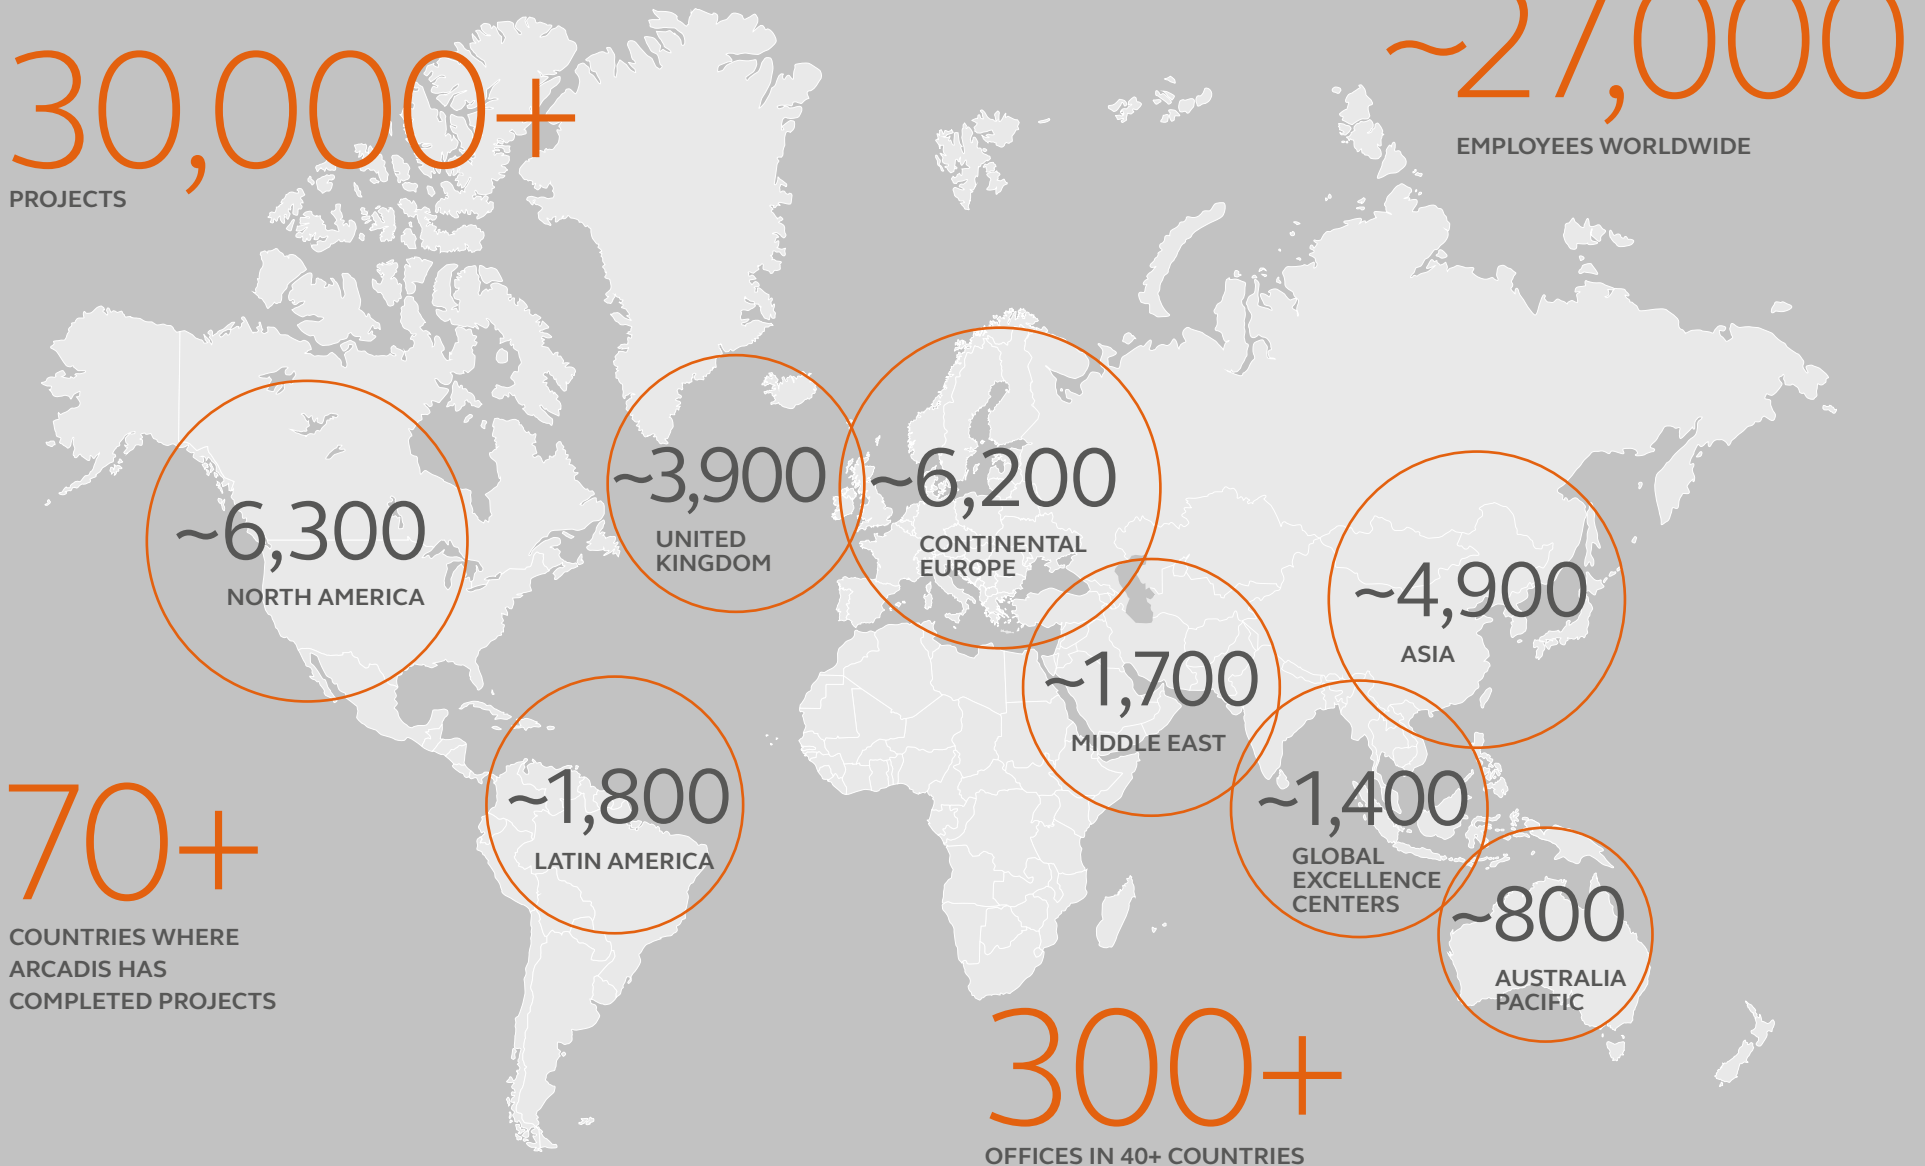 30,000+
PROJECTS
~27,000
EMPLOYEES WORLDWIDE
~6,300
NORTH AMERICA
~3,900
UNITED
KINGDOM
~6,200
CONTINENTAL
EUROPE
~4,900
ASIA
~1,700
MIDDLE EAST
~1,800
LATIN AMERICA
~1,400
GLOBAL
EXCELLENCE
CENTERS
~800
AUSTRALIA
PACIFIC
70+
COUNTRIES WHERE
ARCADIS HAS
COMPLETED PROJECTS
300+
OFFICES IN 40+ COUNTRIES